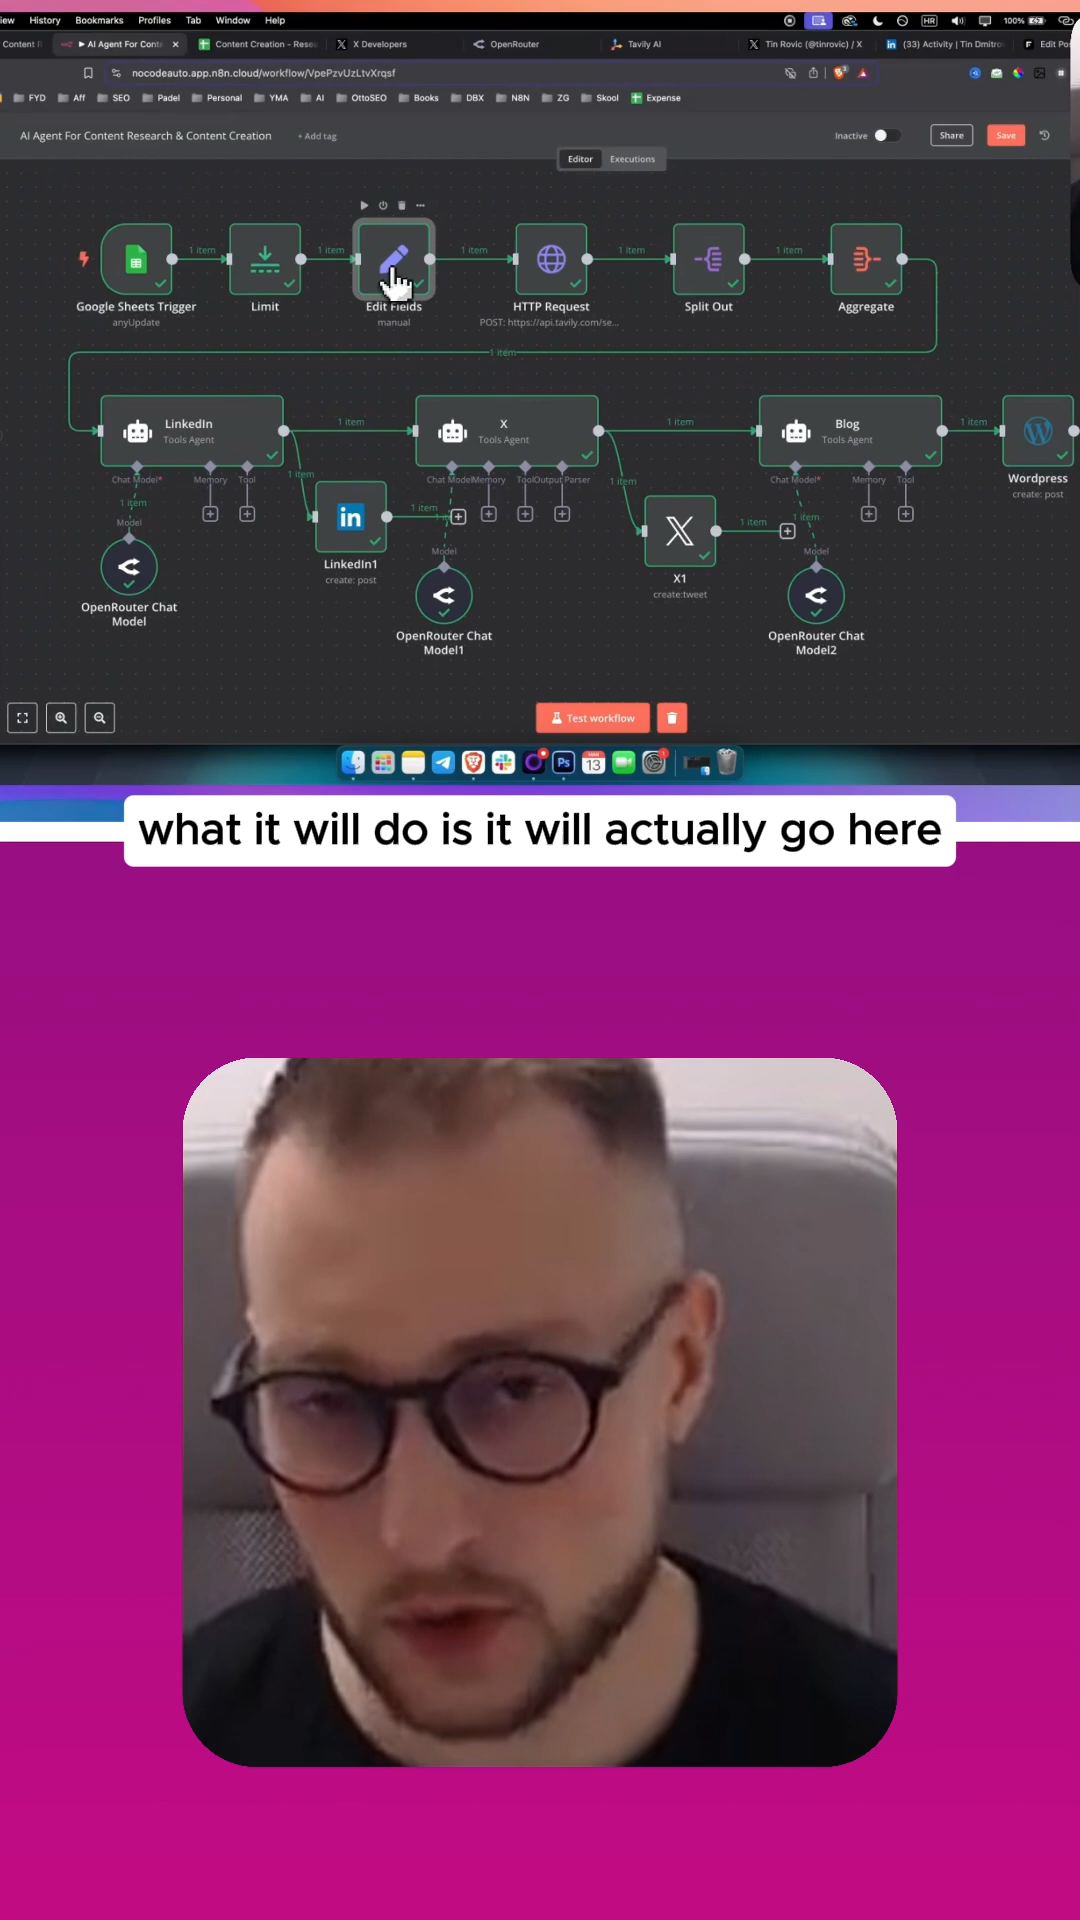 iew History Bookmarks Profiles Tab Window Help HR 100%
Content F AI Agent For Conte × Content Creation - Rese X Developers OpenRouter Tavily AI Tin Rovic (@tinrovic) / X (33) Activity | Tin Dmitro Edit Pos
nocodeauto.app.n8n.cloud/workflow/VpePzvUzLtvXrqsf
FYD Aff SEO Padel Personal YMA AI OttoSEO Books DBX N8N ZG Skool Expense
AI Agent For Content Research & Content Creation + Add tag Inactive Share Save
Editor Executions
1 item 1 item 1 item 1 item 1 item
Google Sheets Trigger Limit Edit Fields HTTP Request Split Out Aggregate
anyUpdate manual POST: https://api.tavily.com/se...
1 item
LinkedIn X Blog
Tools Agent 1 item Tools Agent 1 item Tools Agent 1 item
Chat Model* Memory Tool 1 item Chat Model Memory Tool Output Parser 1 item Chat Model* Memory Tool Wordpress
create: post
1 item 1 item 1 item 1 item
Model in Model Model
LinkedIn1 X1
create: post create:tweet
OpenRouter Chat Model
OpenRouter Chat Model1
OpenRouter Chat Model2
Test workflow
Ps MAR 13 1
what it will do is it will actually go here